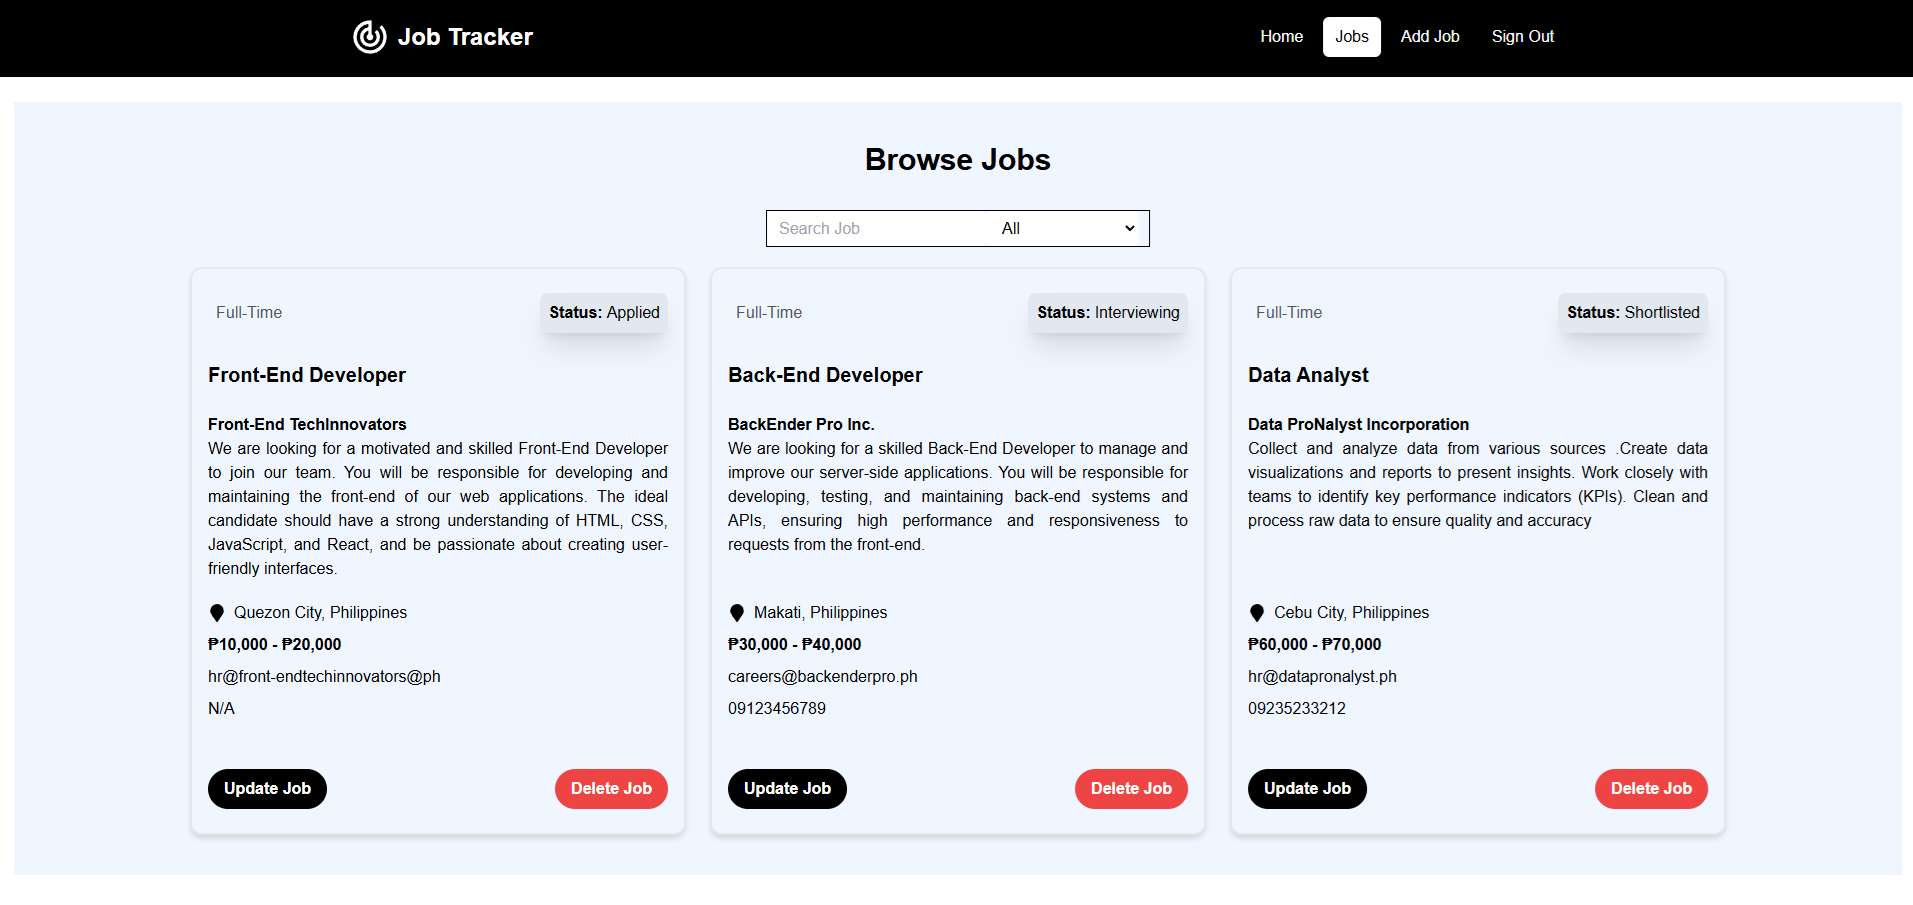 Job Tracker
Home Jobs Add Job Sign Out
Browse Jobs
Search Job All
Full-Time Status: Applied
Front-End Developer
Front-End TechInnovators
We are looking for a motivated and skilled Front-End Developer
to join our team. You will be responsible for developing and
maintaining the front-end of our web applications. The ideal
candidate should have a strong understanding of HTML, CSS,
JavaScript, and React, and be passionate about creating user-
friendly interfaces.
Quezon City, Philippines
₱10,000 - ₱20,000
hr@front-endtechinnovators@ph
N/A
Update Job Delete Job
Full-Time Status: Interviewing
Back-End Developer
BackEnder Pro Inc.
We are looking for a skilled Back-End Developer to manage and
improve our server-side applications. You will be responsible for
developing, testing, and maintaining back-end systems and
APIs, ensuring high performance and responsiveness to
requests from the front-end.
Makati, Philippines
₱30,000 - ₱40,000
careers@backenderpro.ph
09123456789
Update Job Delete Job
Full-Time Status: Shortlisted
Data Analyst
Data ProNalyst Incorporation
Collect and analyze data from various sources .Create data
visualizations and reports to present insights. Work closely with
teams to identify key performance indicators (KPIs). Clean and
process raw data to ensure quality and accuracy
Cebu City, Philippines
₱60,000 - ₱70,000
hr@datapronalyst.ph
09235233212
Update Job Delete Job